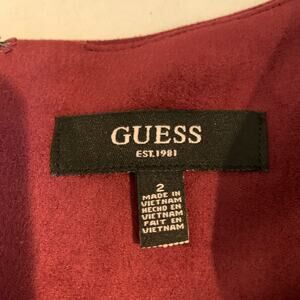 GUESS
EST. 1981
2
MADE IN
VIETNAM
HECHO EN
VIETNAM
FAIT EN
VIETNAM